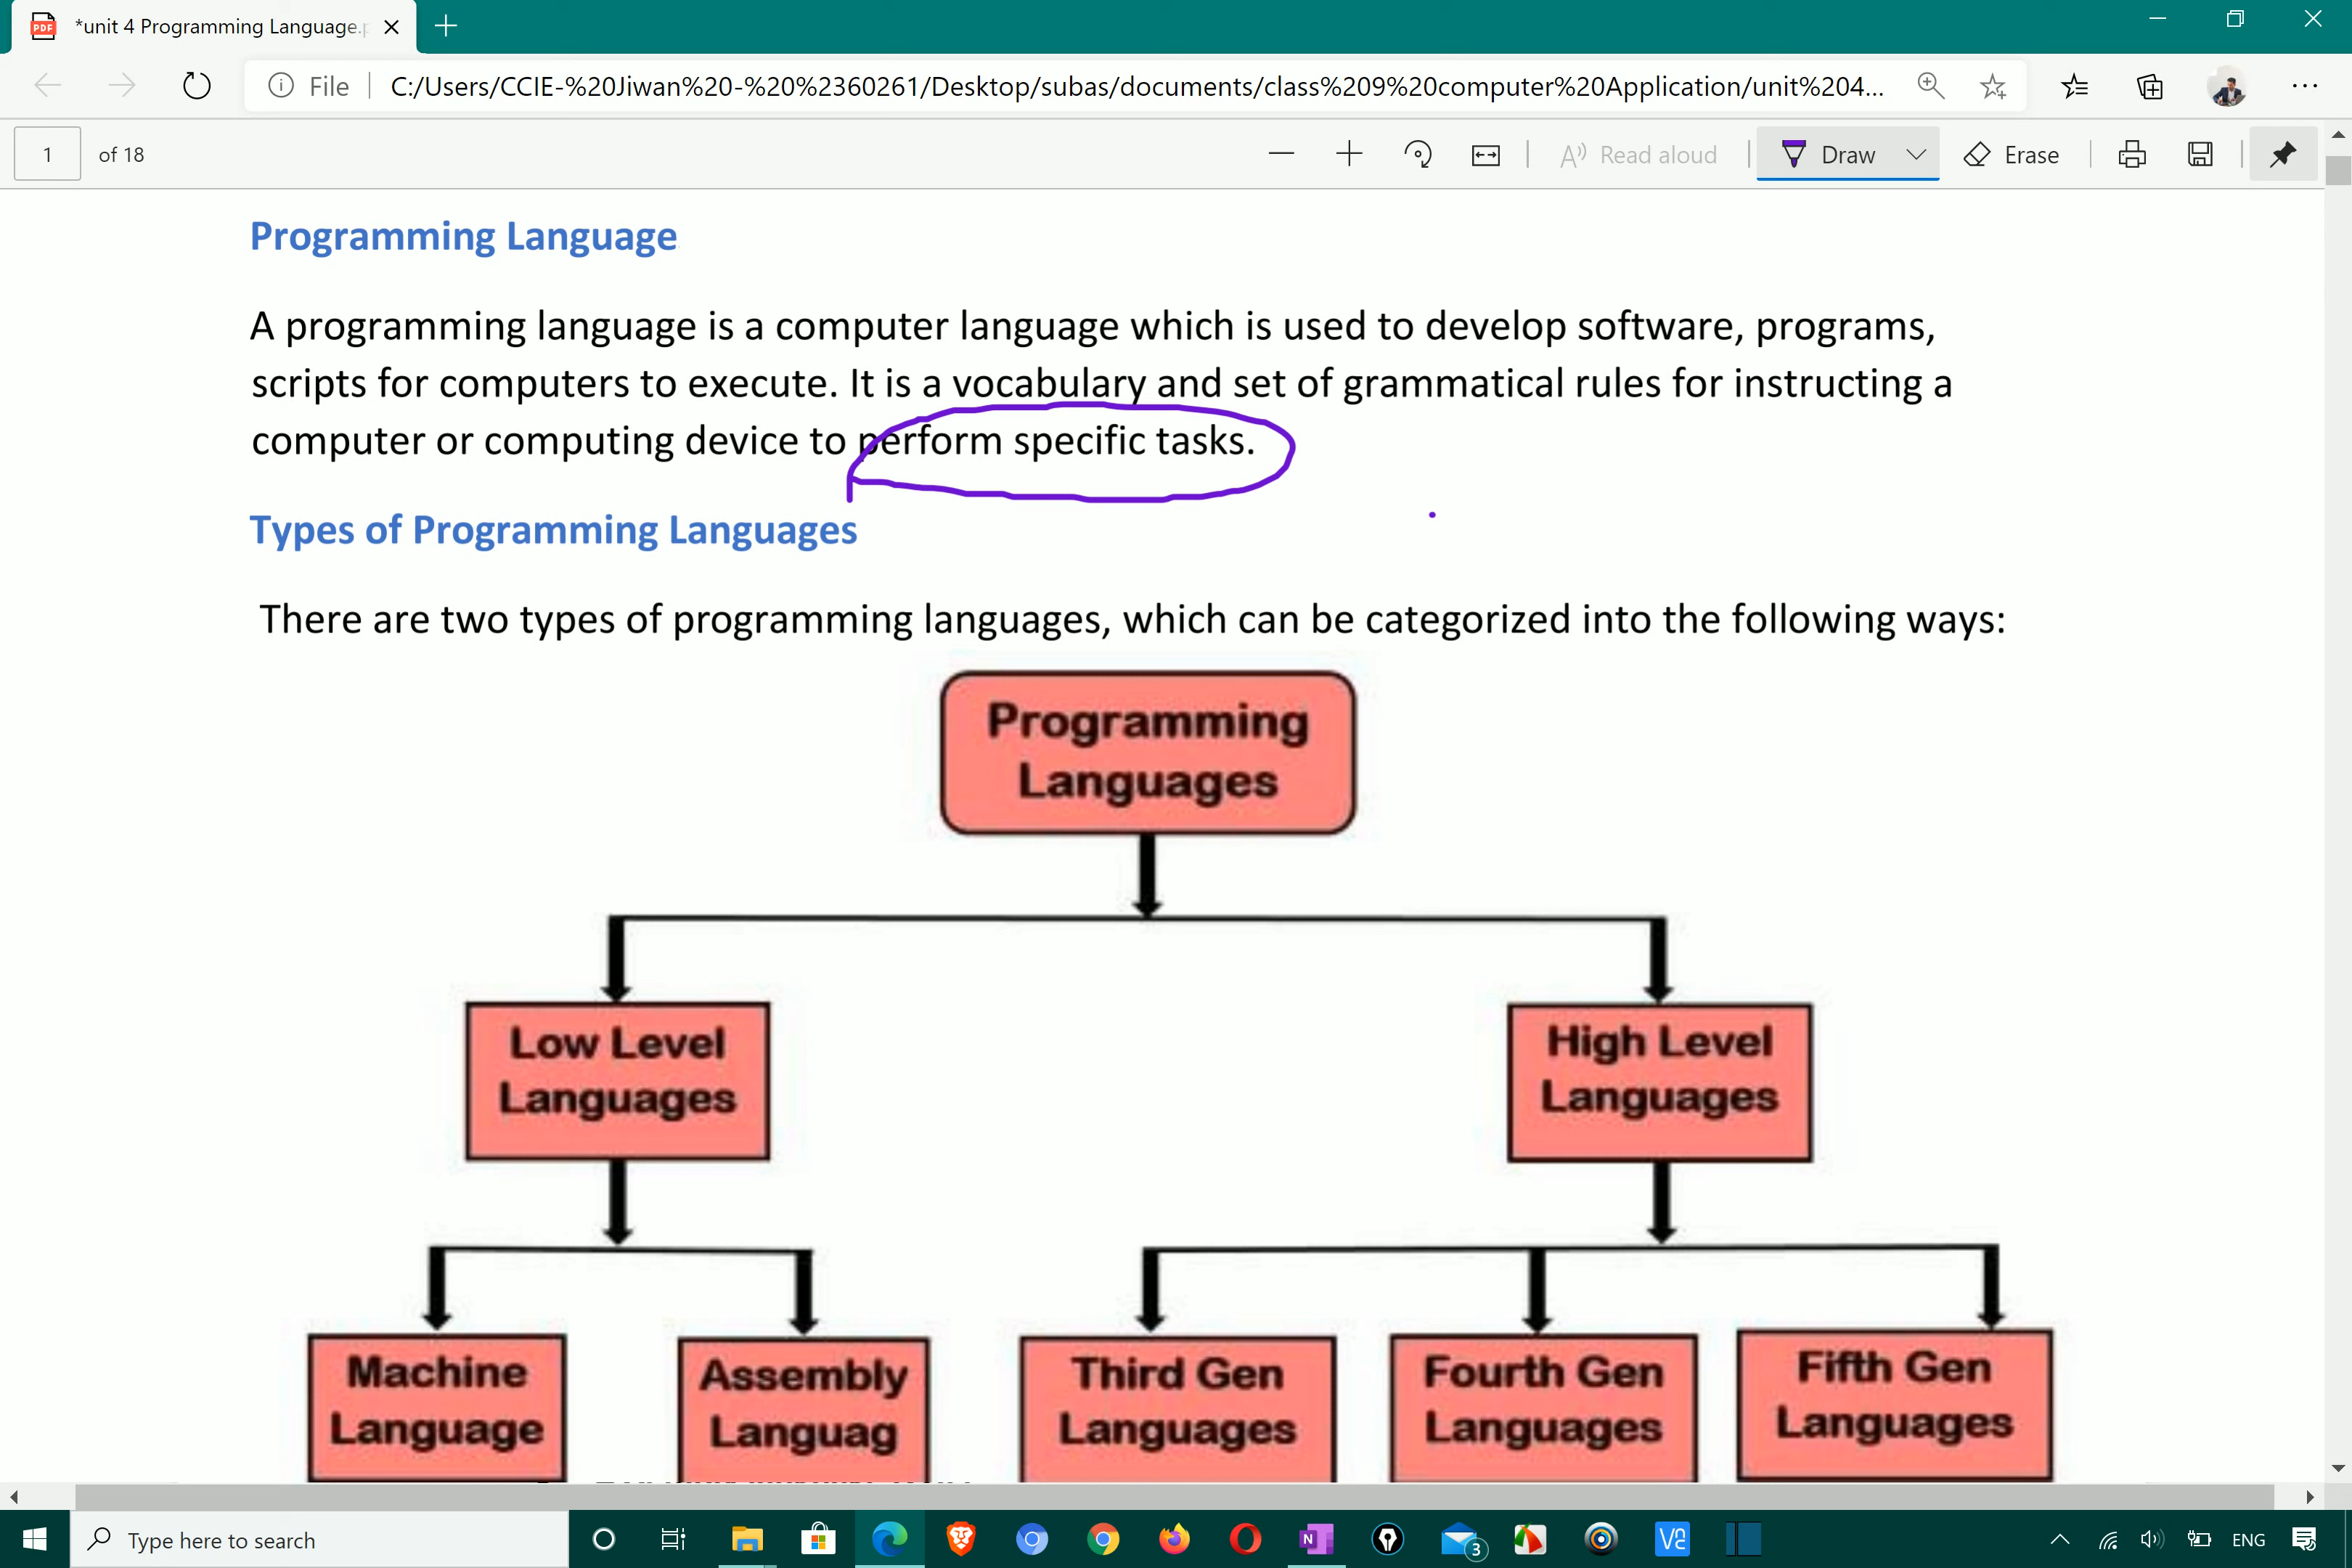 *unit 4 Programming Language.p
File
C:/Users/CCIE-%20Jiwan%20-%20%2360261/Desktop/subas/documents/class%209%20computer%20Application/unit%204...
1 of 18
Read aloud
Draw
Erase
Programming Language
A programming language is a computer language which is used to develop software, programs,
scripts for computers to execute. It is a vocabulary and set of grammatical rules for instructing a
computer or computing device to perform specific tasks.
Types of Programming Languages
There are two types of programming languages, which can be categorized into the following ways:
Programming
Languages
Low Level
Languages
High Level
Languages
Machine
Language
Assembly
Languag
Third Gen
Languages
Fourth Gen
Languages
Fifth Gen
Languages
Type here to search
3
ENG